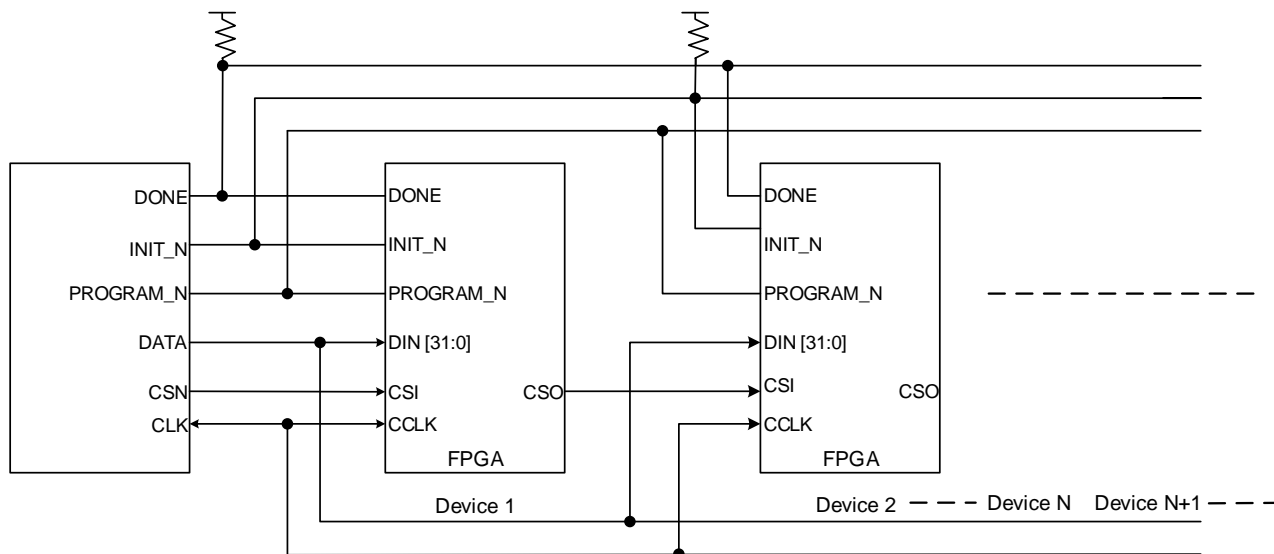 DONE
INIT_N
PROGRAM_N
DATA
CSN
CLK
DONE
INIT_N
PROGRAM_N
DIN [31:0]
CSI
CSO
CCLK
FPGA
DONE
INIT_N
PROGRAM_N
DIN [31:0]
CSI
CSO
CCLK
FPGA
Device 1
Device 2
Device N
Device N+1